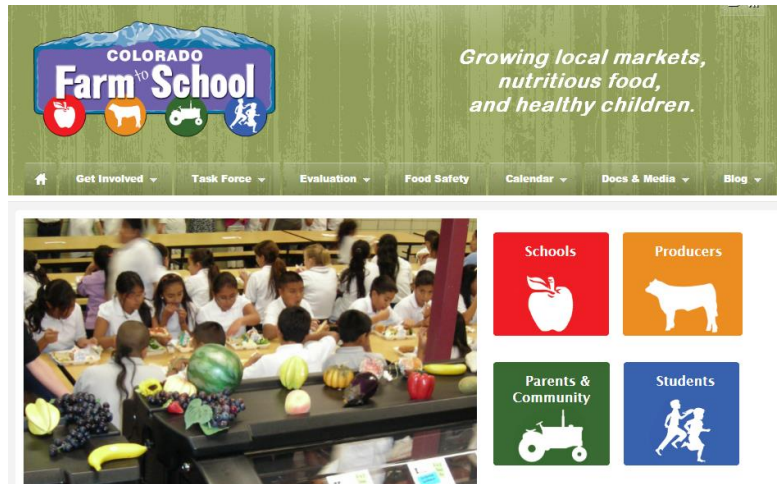 COLORADO
Farm to School
Growing local markets,
nutritious food,
and healthy children.
Get Involved
Task Force
Evaluation
Food Safety
Calendar
Docs & Media
Blog
Schools
Producers
Parents &
Community
Students